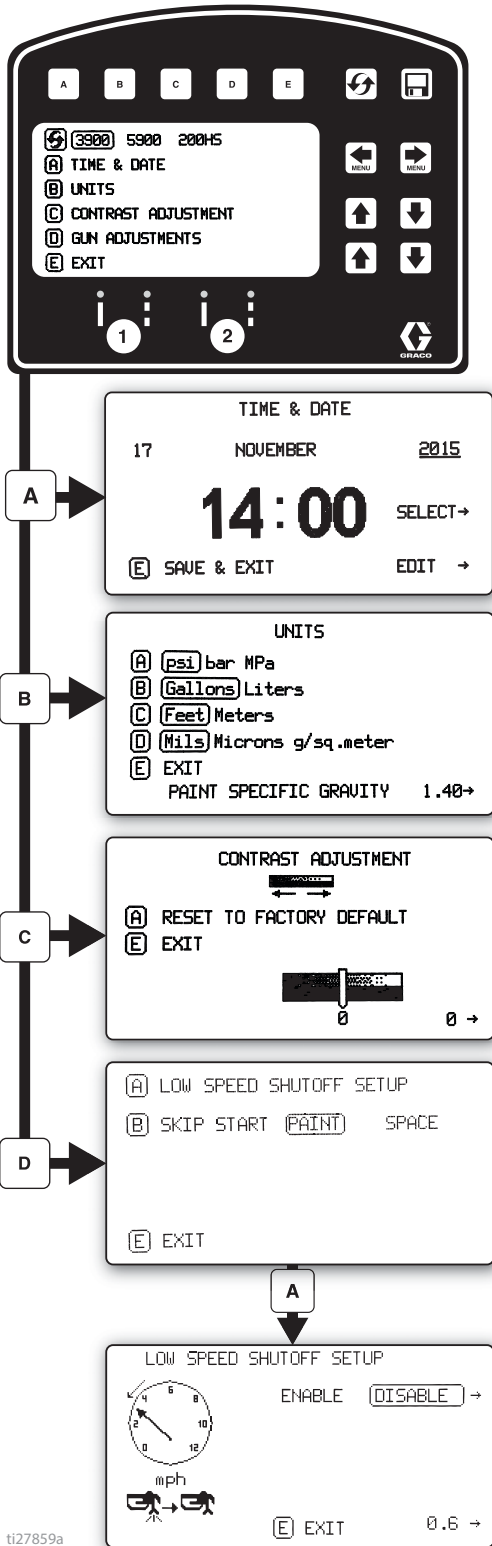 A B C D E
3900 5900 200HS
A TIME & DATE
B UNITS
C CONTRAST ADJUSTMENT
D GUN ADJUSTMENTS
E EXIT
MENU MENU
1 2
GRACO
A
TIME & DATE
17 NOVEMBER 2015
14:00 SELECT→
E SAVE & EXIT EDIT →
B
UNITS
A psi bar MPa
B Gallons Liters
C Feet Meters
D Mils Microns g/sq.meter
E EXIT
PAINT SPECIFIC GRAVITY 1.40→
C
CONTRAST ADJUSTMENT
A RESET TO FACTORY DEFAULT
E EXIT
0 0 →
D
A LOW SPEED SHUTOFF SETUP
B SKIP START PAINT SPACE
E EXIT
A
LOW SPEED SHUTOFF SETUP
ENABLE DISABLE →
0 2 4 6 8 10 12
mph
E EXIT 0.6 →
ti27859a